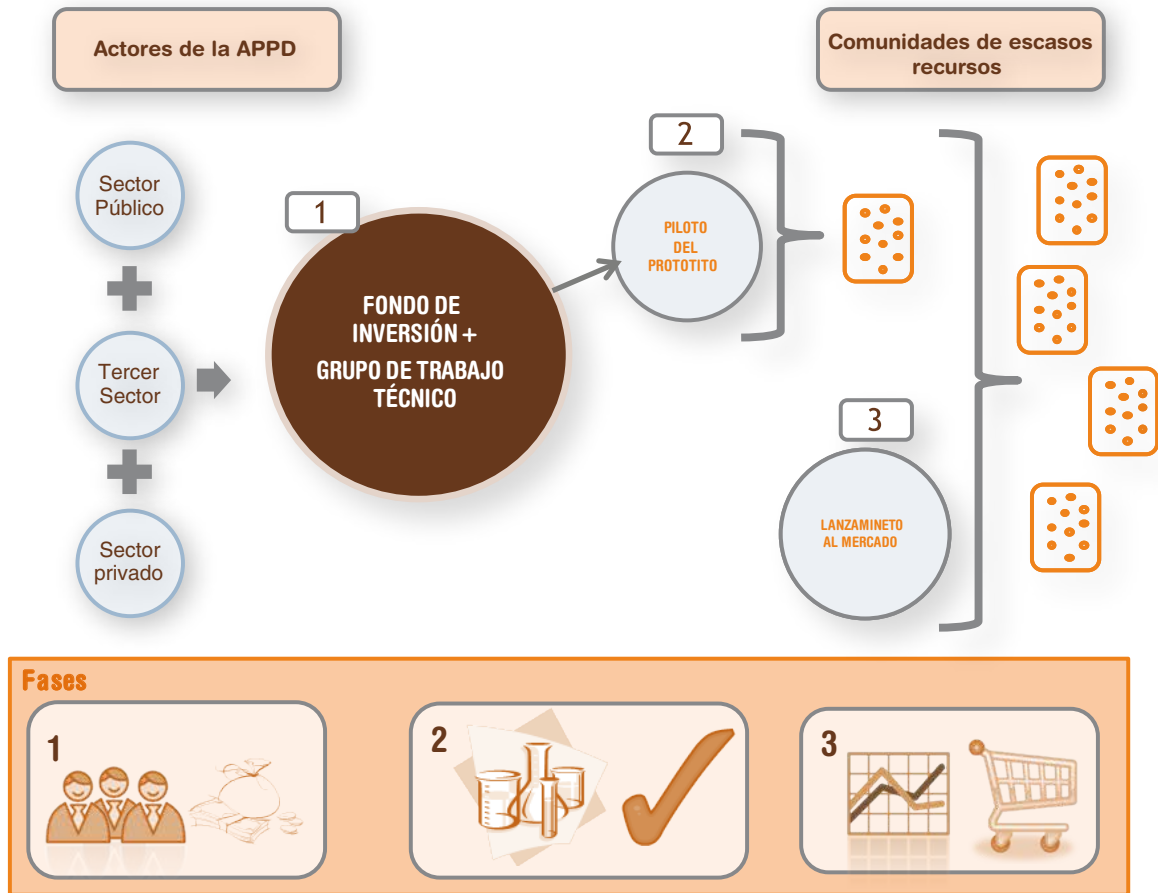 Actores de la APPD
Comunidades de escasos
recursos
Sector
Público
Tercer
Sector
Sector
privado
1
FONDO DE
INVERSIÓN +
GRUPO DE TRABAJO
TÉCNICO
2
PILOTO
DEL
PROTOTITO
3
LANZAMINETO
AL MERCADO
Fases
1
2
3